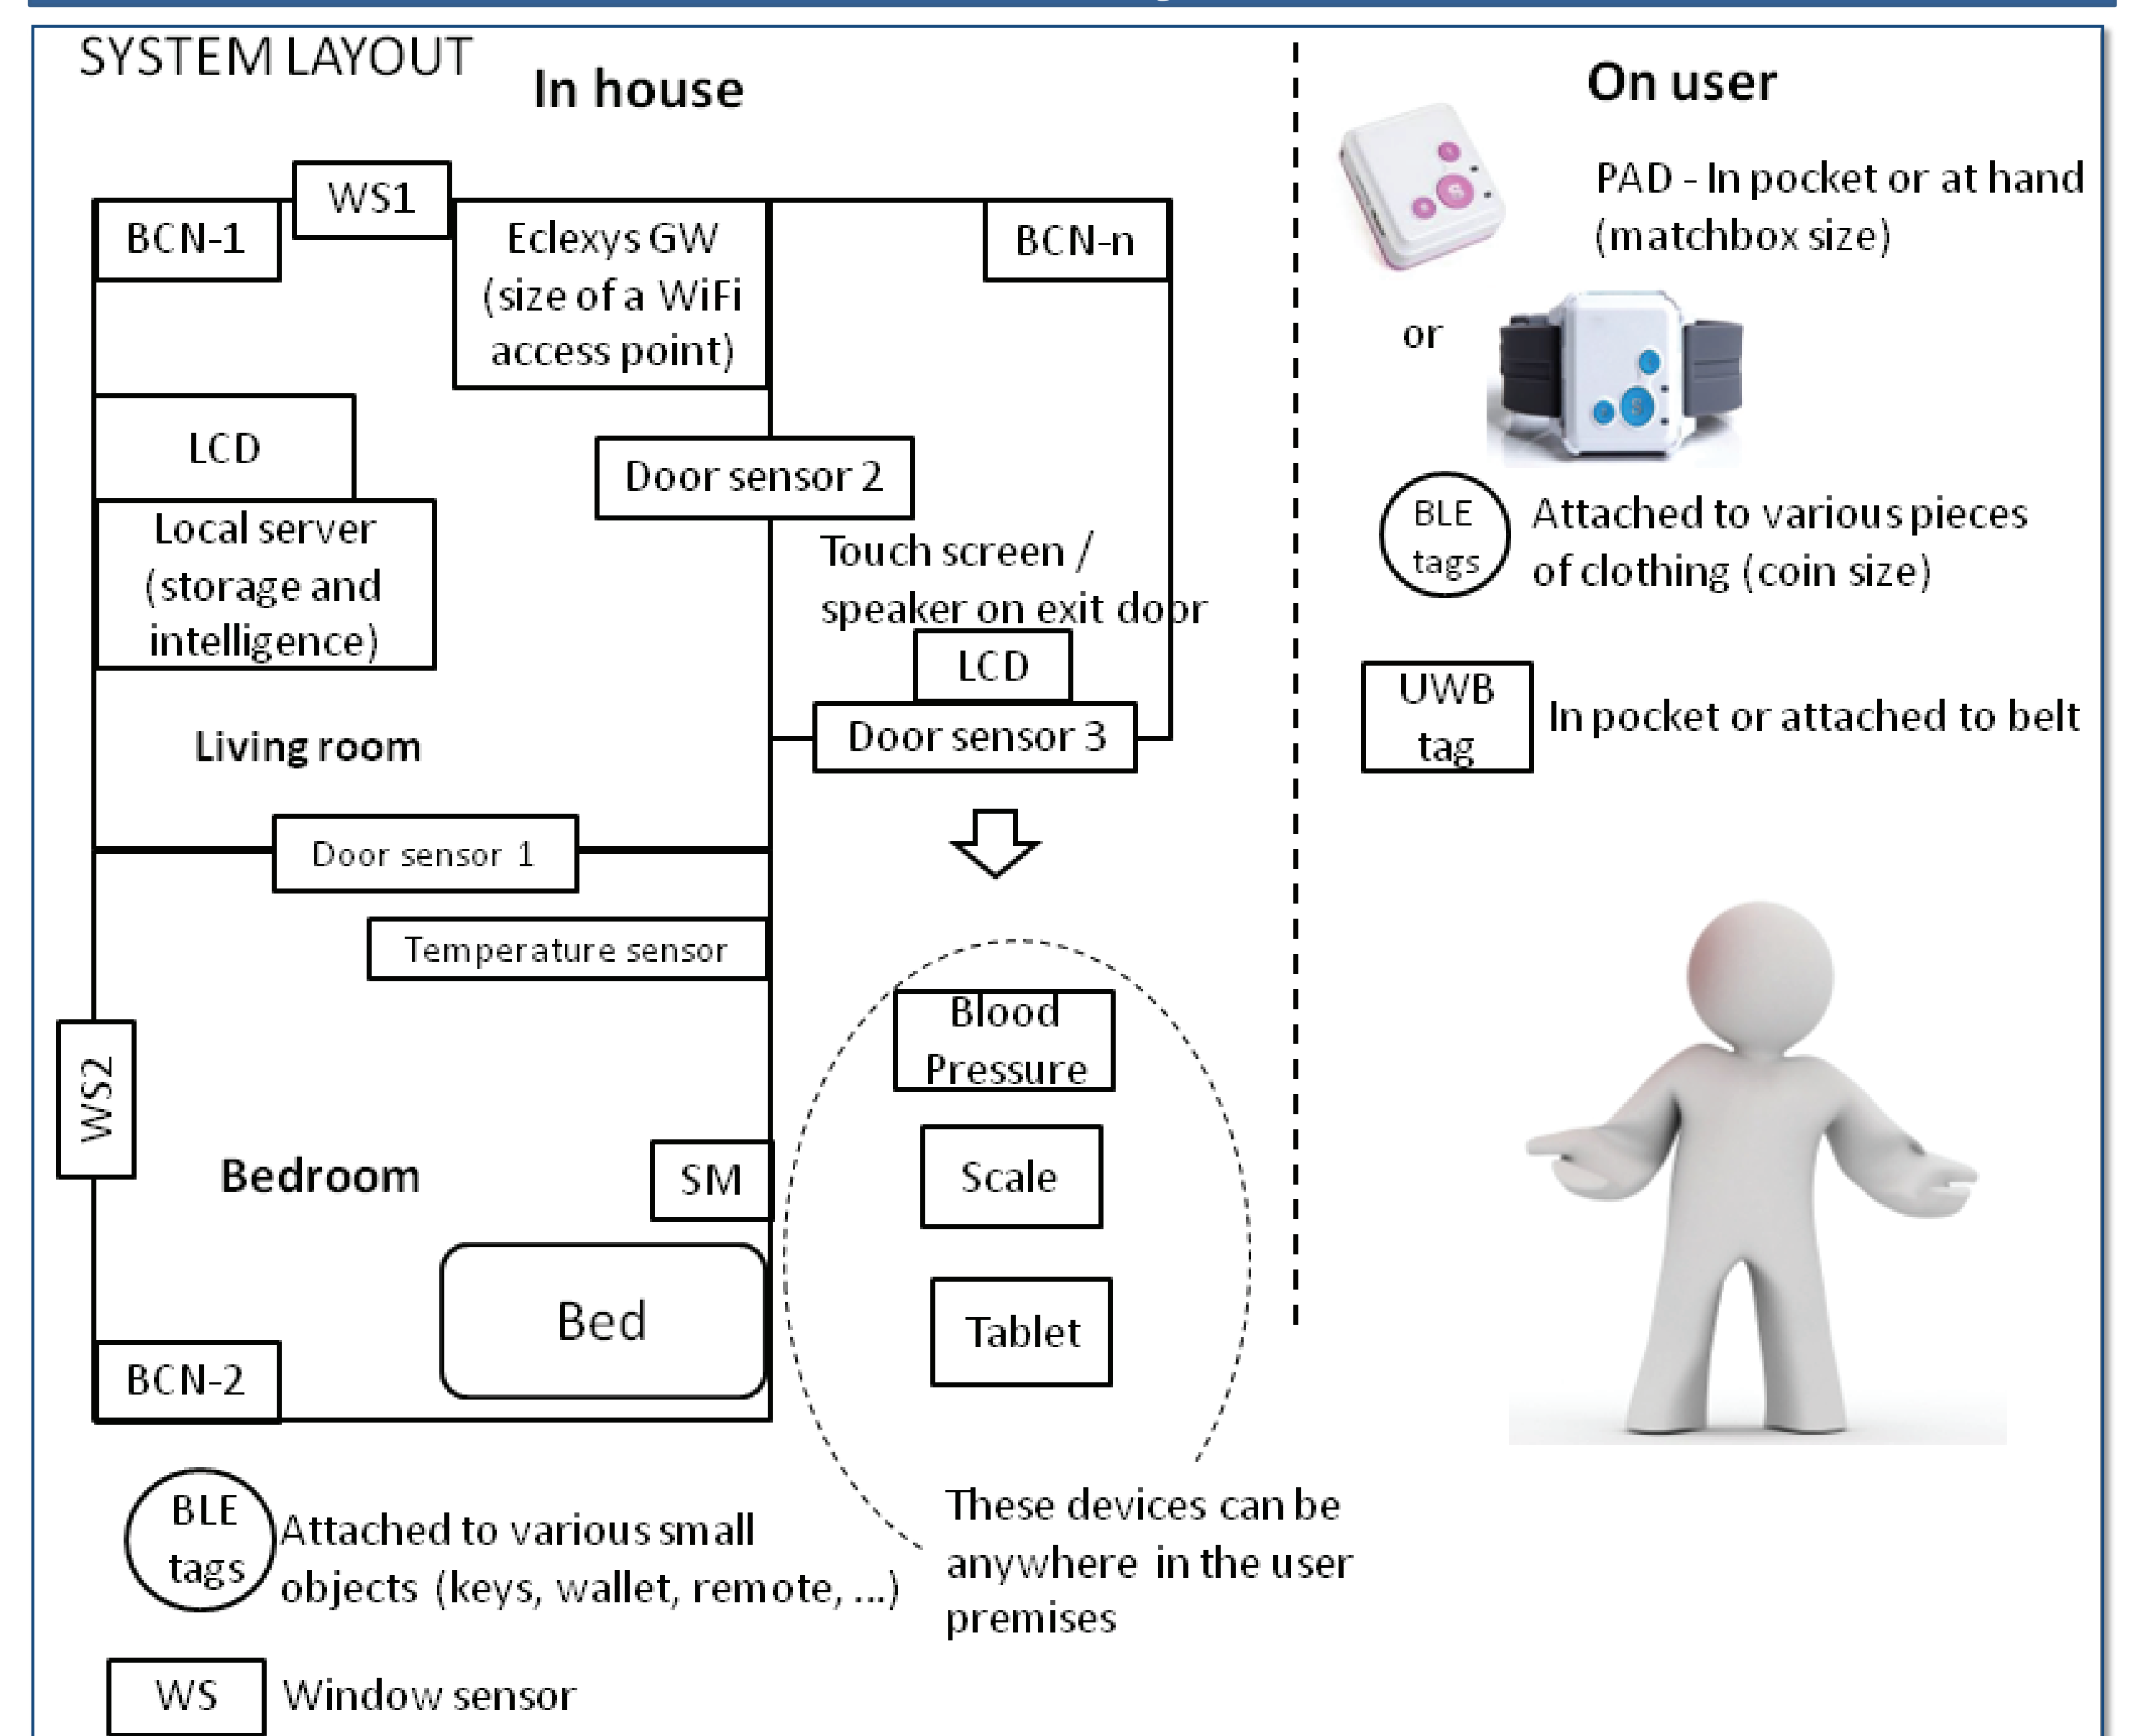 SYSTEM LAYOUT
In house
On user
BCN-1
WS1
Eclexys GW
(size of a WiFi
access point)
BCN-n
LCD
Local server
(storage and
intelligence)
Door sensor 2
Touch screen /
speaker on exit door
LCD
Door sensor 3
Living room
Door sensor 1
Temperature sensor
WS2
Bedroom
SM
Bed
BCN-2
Blood
Pressure
Scale
Tablet
These devices can be
anywhere in the user
premises
BLE
tags
Attached to various small
objects (keys, wallet, remote, ...)
WS
Window sensor
PAD - In pocket or at hand
(matchbox size)
or
S
BLE
tags
Attached to various pieces
of clothing (coin size)
UWB
tag
In pocket or attached to belt